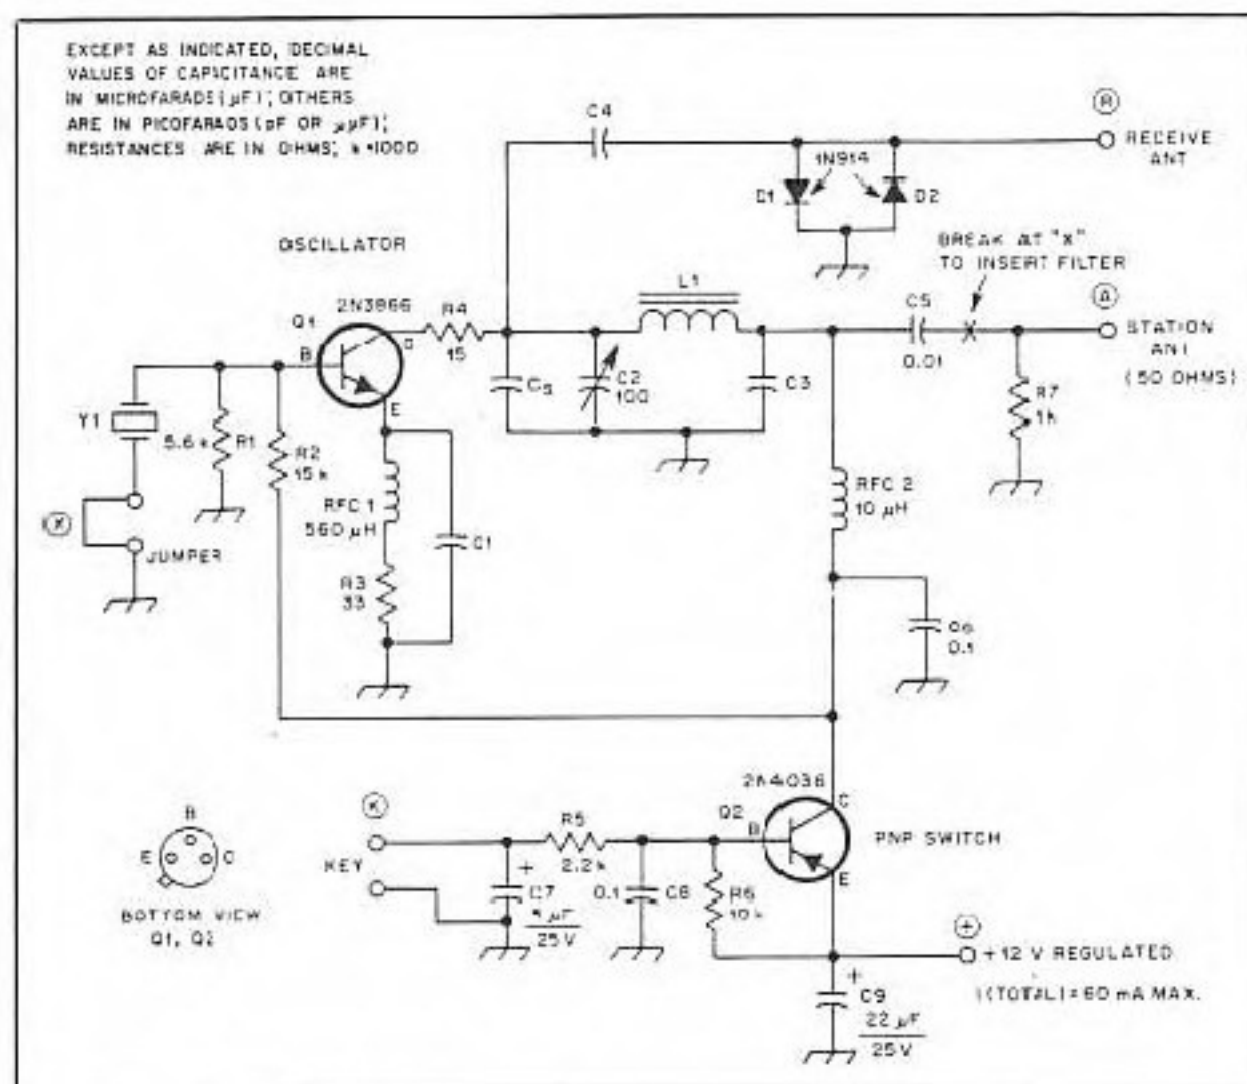 EXCEPT AS INDICATED, DECIMAL
VALUES OF CAPACITANCE ARE
IN MICROFARADS (µF); OTHERS
ARE IN PICOFARADS (pF OR µµF);
RESISTANCES ARE IN OHMS; k=1000
C4
R
RECEIVE
ANT
1N914
D1
D2
OSCILLATOR
BREAK AT "X"
TO INSERT FILTER
L1
2N3866
R4
C5
A
Q1
STATION
ANT
(50 OHMS)
B
C
15
0.01
X
E
CS
C2
100
C3
R7
1k
Y1
5.6k
R1
R2
15k
RFC 1
560 µH
RFC 2
10 µH
X
C1
JUMPER
R3
33
C6
0.1
2N4036
B
K
Q2
C
E
C
R5
B
PNP SWITCH
KEY
2.2k
E
+
C7
1 µF
25V
0.1
C8
R6
10k
BOTTOM VIEW
Q1, Q2
+
+12 V REGULATED
+
C9
22 µF
25V
I(TOTAL)=60 mA MAX.